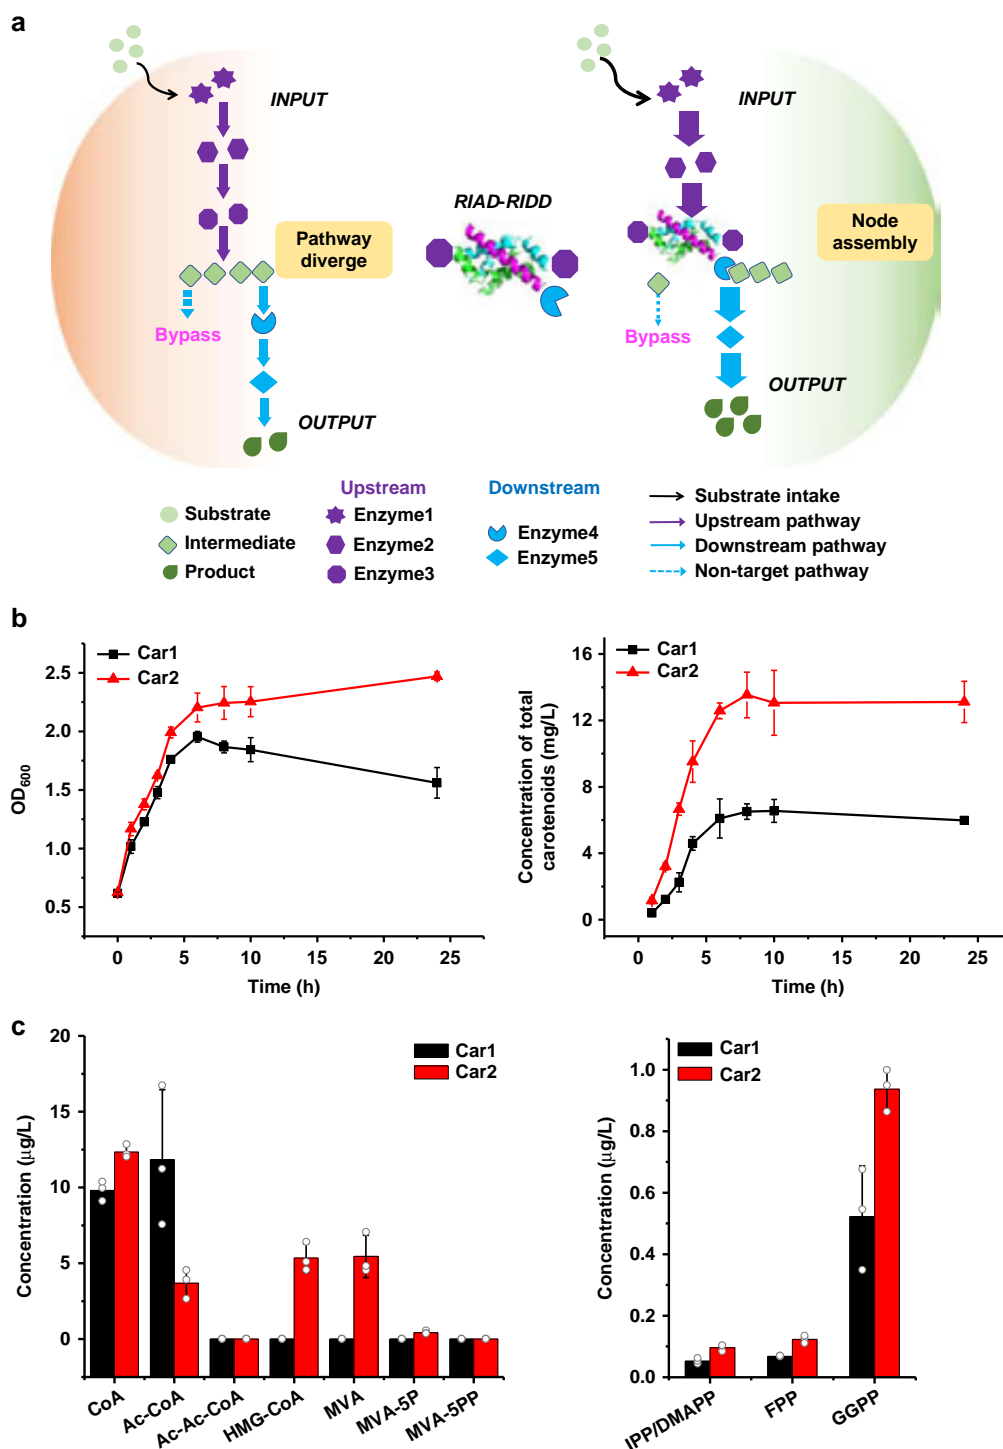 a
INPUT
Pathway
diverge
Bypass
OUTPUT
RIAD-RIDD
INPUT
Node
assembly
Bypass
OUTPUT
Upstream
Downstream
Substrate
Intermediate
Product
Enzyme1
Enzyme2
Enzyme3
Enzyme4
Enzyme5
Substrate intake
Upstream pathway
Downstream pathway
Non-target pathway
b
Car1
Car2
2.5
2.0
1.5
1.0
0.5
OD600
0 5 10 15 20 25
Time (h)
Car1
Car2
16
12
8
4
0
Concentration of total
carotenoids (mg/L)
0 5 10 15 20 25
Time (h)
c
Car1
Car2
20
15
10
5
0
Concentration (µg/L)
CoA
Ac-CoA
Ac-Ac-CoA
HMG-CoA
MVA
MVA-5P
MVA-5PP
Car1
Car2
1.0
0.8
0.6
0.4
0.2
0.0
Concentration (µg/L)
IPP/DMAPP
FPP
GGPP